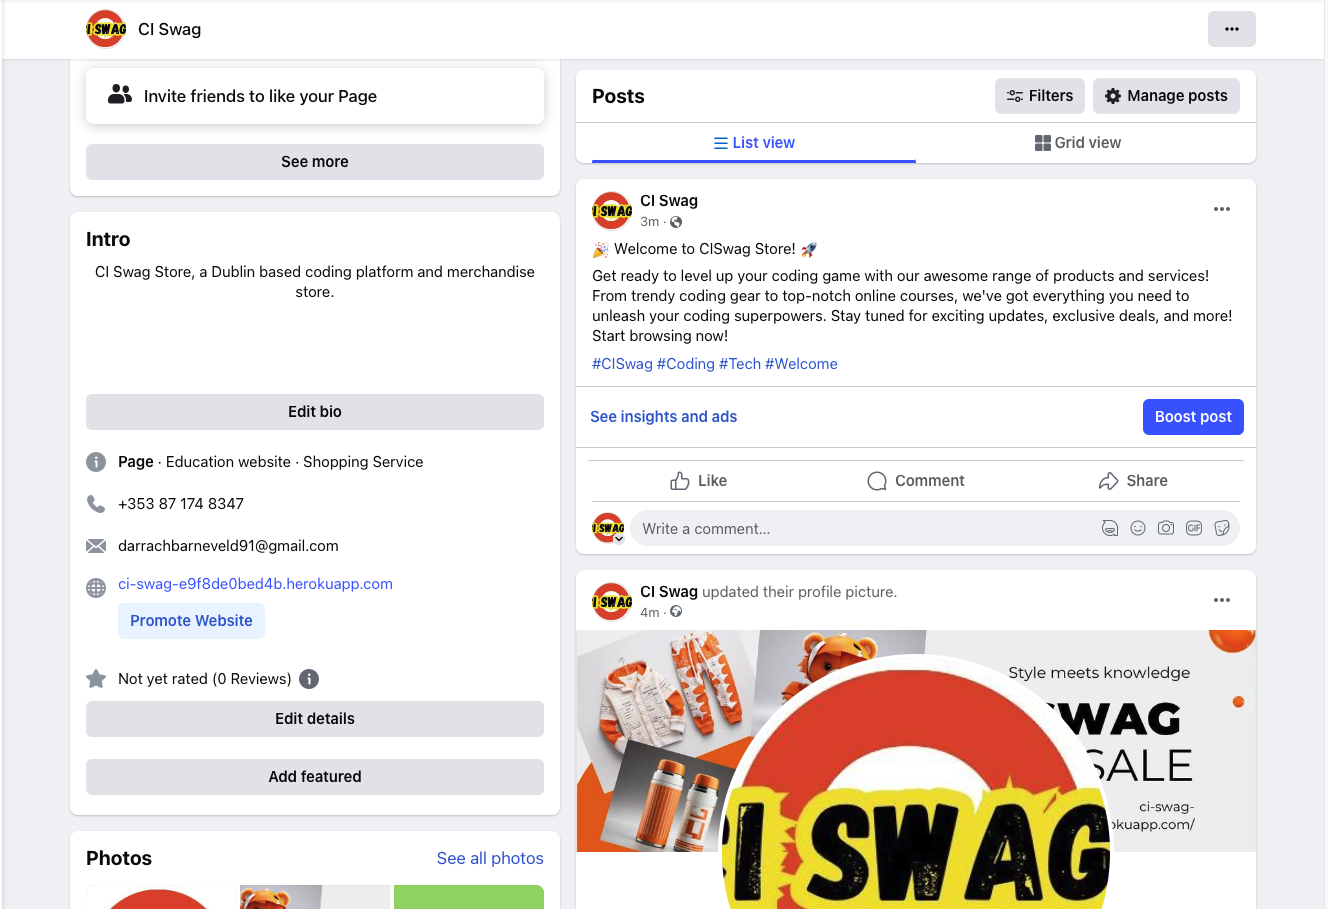 CI SWAG
CI Swag
Invite friends to like your Page
See more
Intro
CI Swag Store, a Dublin based coding platform and merchandise
store.
Edit bio
Page · Education website · Shopping Service
+353 87 174 8347
darrachbarneveld91@gmail.com
ci-swag-e9f8de0bed4b.herokuapp.com
Promote Website
Not yet rated (0 Reviews)
Edit details
Add featured
Photos
See all photos
Posts
Filters
Manage posts
List view
Grid view
I SWAG
CI Swag
3m ·
🎉 Welcome to CISwag Store! 🚀
Get ready to level up your coding game with our awesome range of products and services!
From trendy coding gear to top-notch online courses, we've got everything you need to
unleash your coding superpowers. Stay tuned for exciting updates, exclusive deals, and more!
Start browsing now!
#CISwag #Coding #Tech #Welcome
See insights and ads
Boost post
Like
Comment
Share
I SWAG
Write a comment...
GIF
I SWAG
CI Swag updated their profile picture.
4m ·
Style meets knowledge
SWAG
SALE
ci-swag-
okuapp.com/
CI SWAG